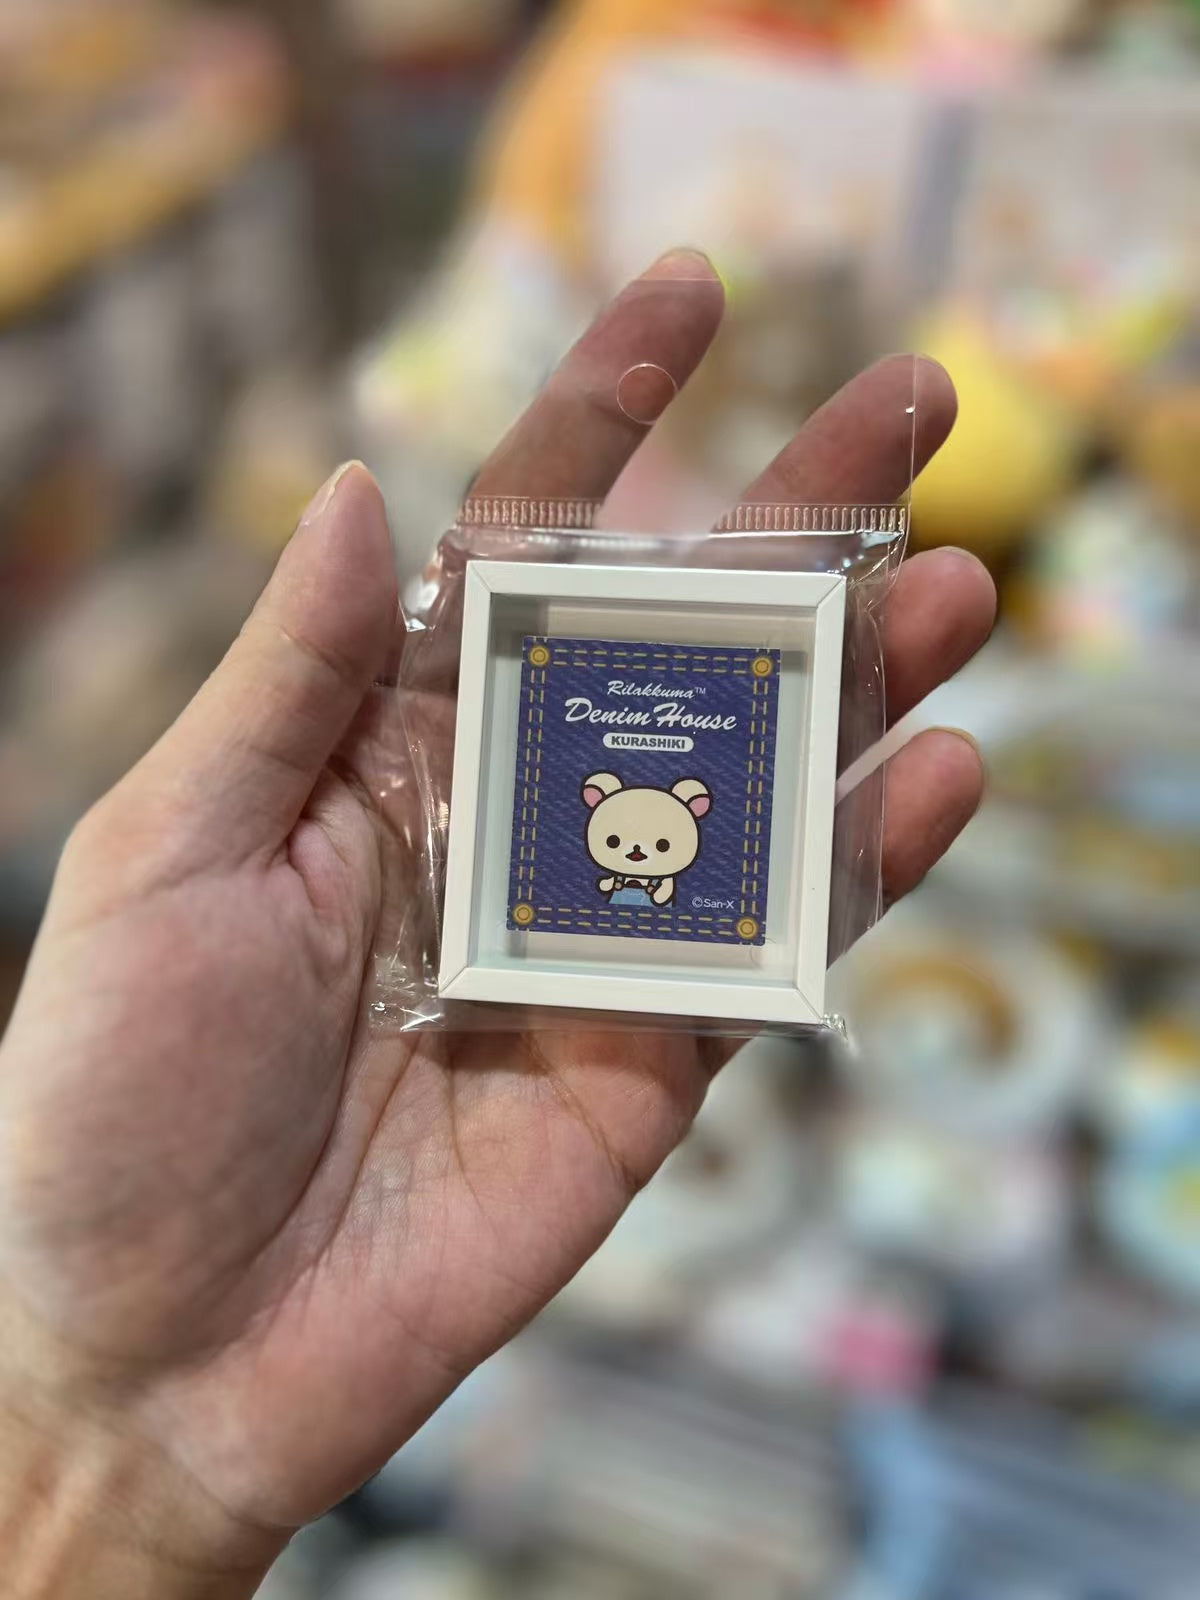 Rilakkuma™
Denim House
KURASHIKI
©San-X